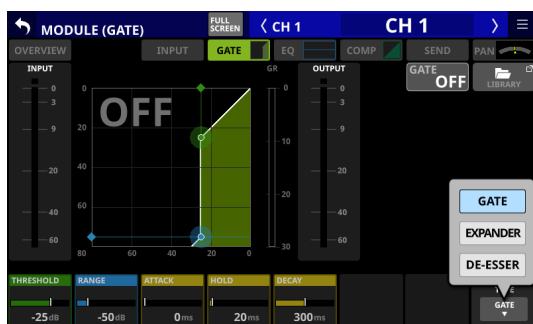 MODULE (GATE)
FULL SCREEN
CH 1
CH 1
OVERVIEW
INPUT
GATE
EQ
COMP
SEND
PAN
INPUT
GR
OUTPUT
GATE
OFF
LIBRARY
0
3
9
20
40
60
0
20
40
60
OFF
80
60
40
20
0
0
10
20
30
0
3
9
20
40
60
GATE
EXPANDER
DE-ESSER
THRESHOLD
RANGE
ATTACK
HOLD
DECAY
-25dB
-50dB
0ms
20ms
300ms
GATE